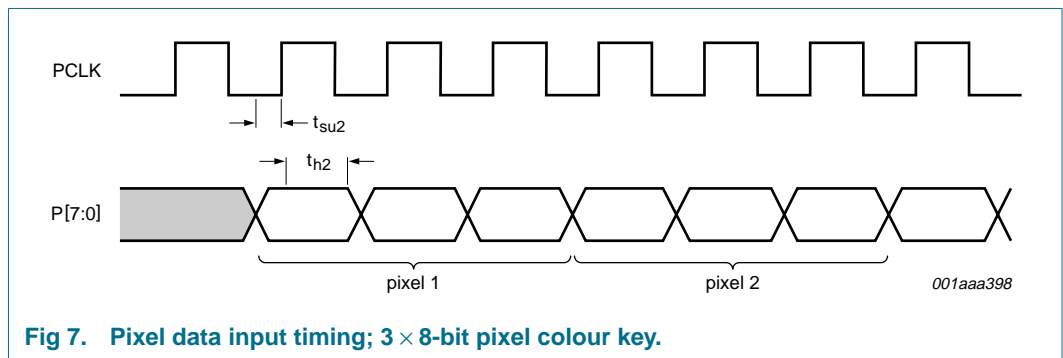 PCLK
tsu2
th2
P[7:0]
pixel 1
pixel 2
001aaa398
Fig 7. Pixel data input timing; 3 × 8-bit pixel colour key.